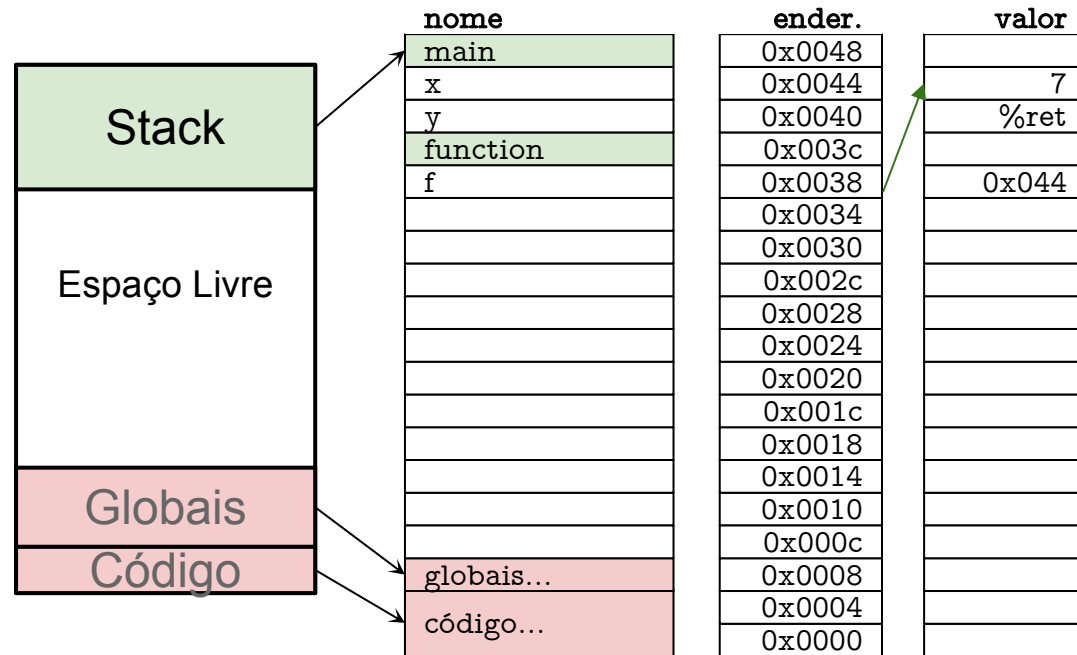 nome ender. valor
main 0x0048
x 0x0044 7
y 0x0040 %ret
function 0x003c
f 0x0038 0x044
0x0034
0x0030
0x002c
0x0028
0x0024
0x0020
0x001c
0x0018
0x0014
0x0010
0x000c
globais... 0x0008
código... 0x0004
0x0000
Stack
Espaço Livre
Globais
Código